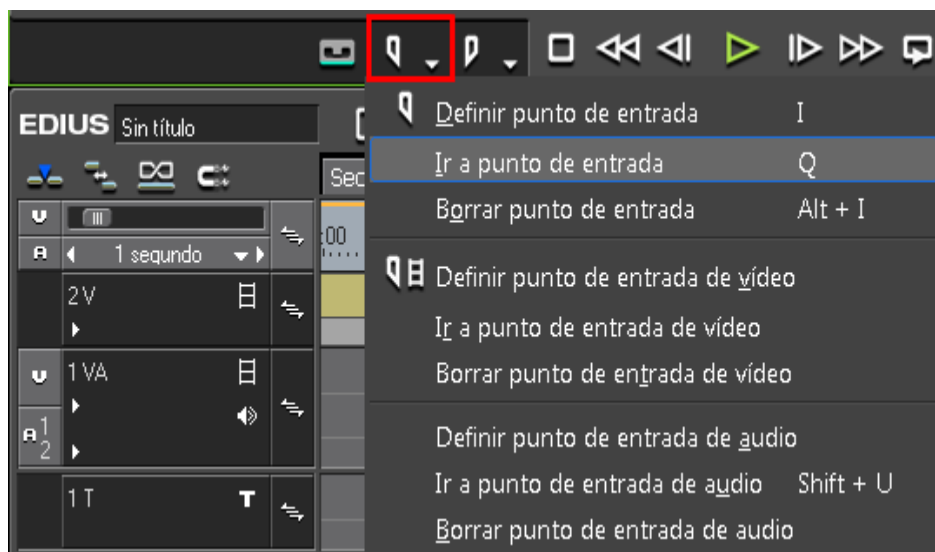 Definir punto de entrada I
EDIUS Sin título
Ir a punto de entrada Q
Sec
Borrar punto de entrada Alt + I
U
:00
A 1 segundo
Definir punto de entrada de vídeo
2 V
Ir a punto de entrada de vídeo
U 1 VA
Borrar punto de entrada de vídeo
A 1
2
Definir punto de entrada de audio
Ir a punto de entrada de audio Shift + U
1 T T
Borrar punto de entrada de audio